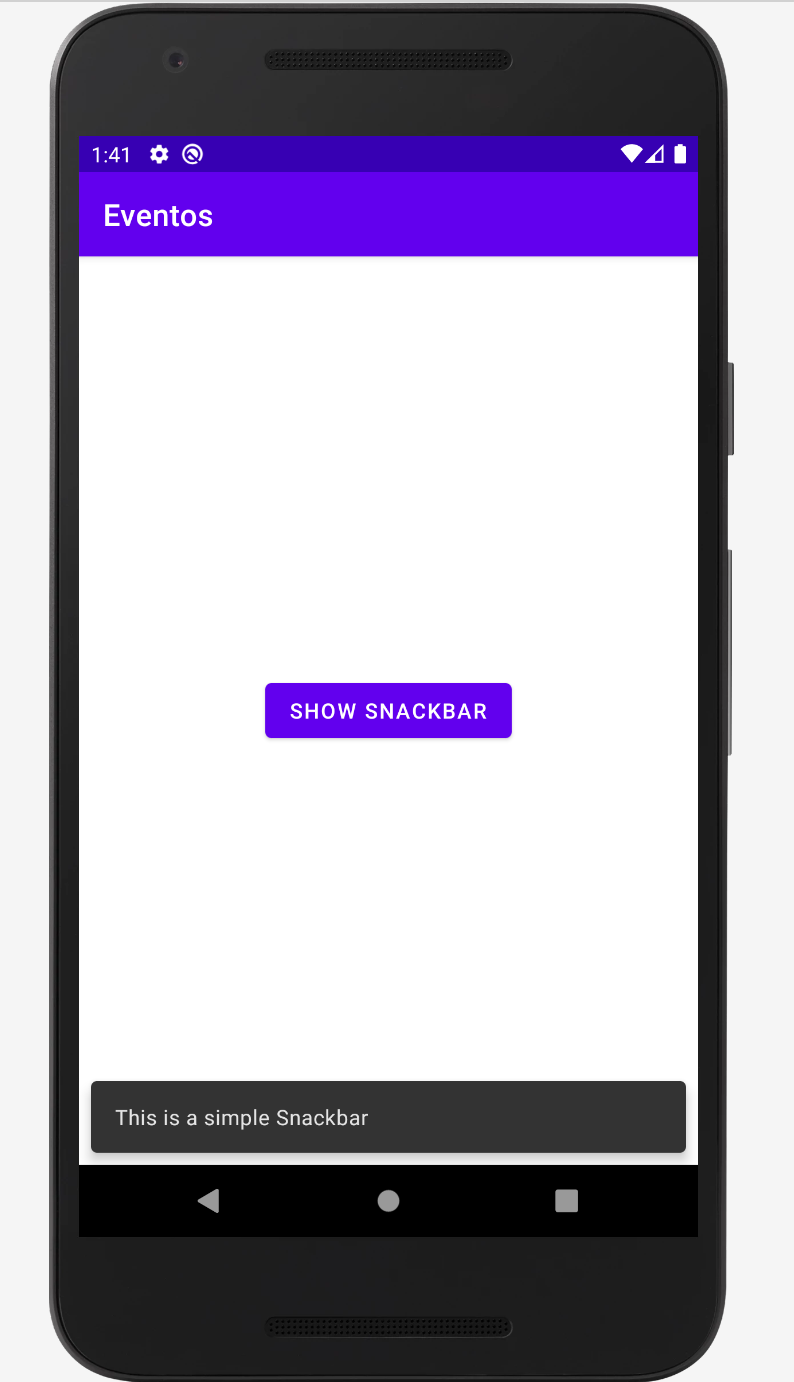 1:41
Eventos
SHOW SNACKBAR
This is a simple Snackbar